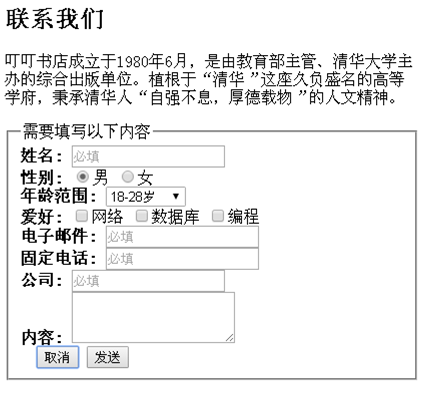 联系我们
叮叮书店成立于1980年6月，是由教育部主管、清华大学主
办的综合出版单位。植根于“清华”这座久负盛名的高等
学府，秉承清华人“自强不息，厚德载物”的人文精神。
需要填写以下内容
姓名：必填
性别：男 女
年龄范围：18-28岁
爱好：网络 数据库 编程
电子邮件：必填
固定电话：必填
公司：必填
内容：
取消 发送